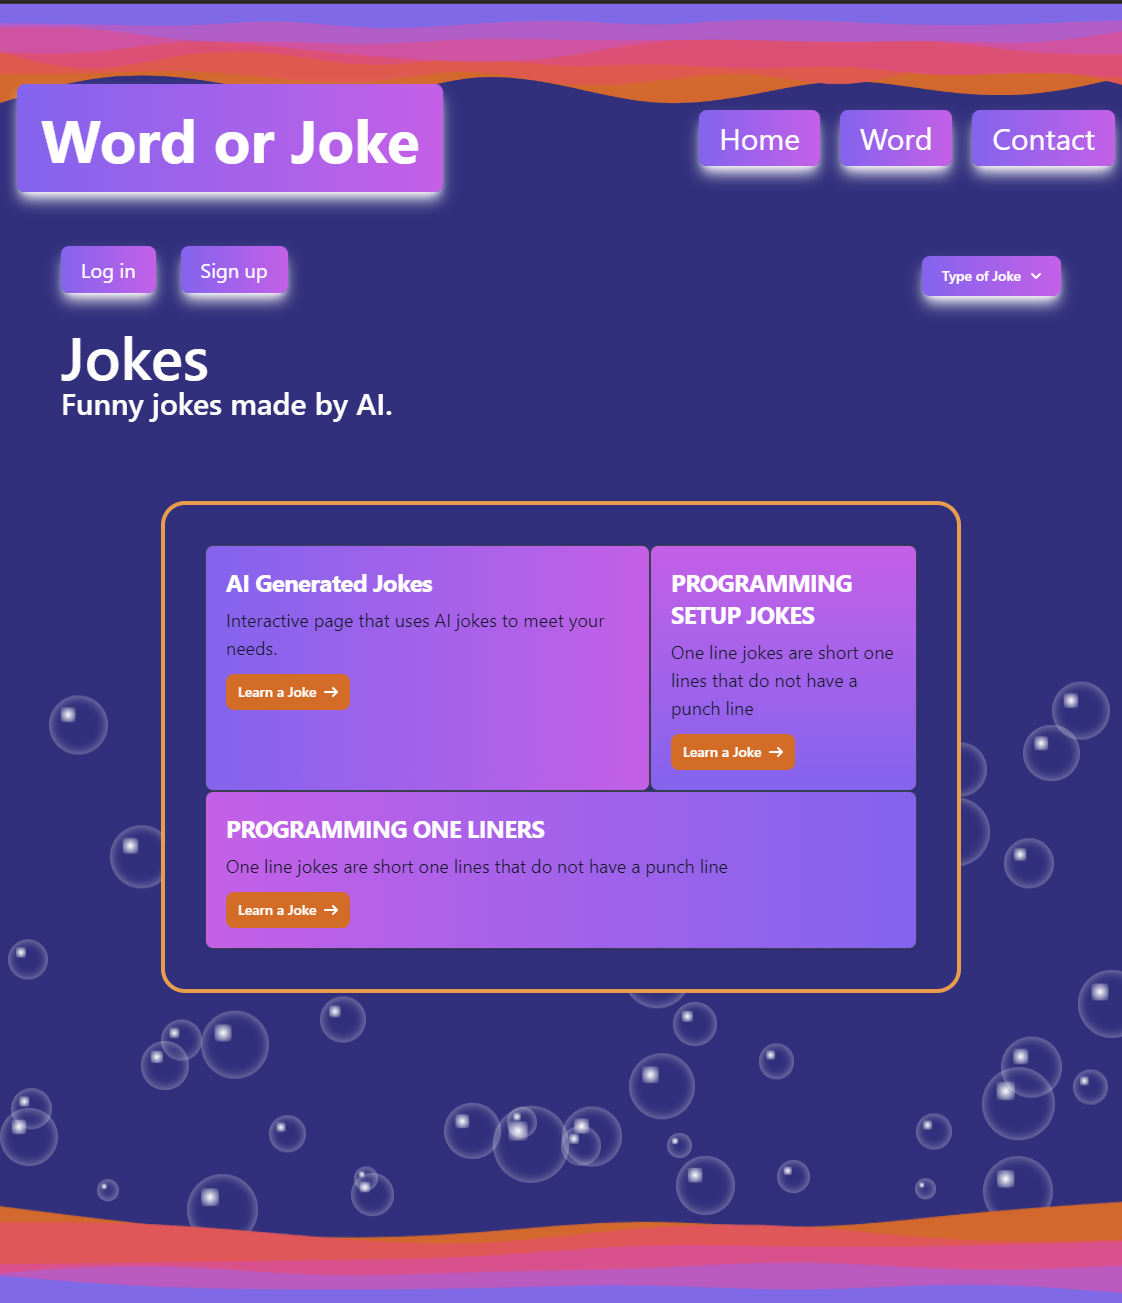 Word or Joke
Home
Word
Contact
Log in
Sign up
Type of Joke
Jokes
Funny jokes made by AI.
AI Generated Jokes
Interactive page that uses AI jokes to meet your
needs.
Learn a Joke
PROGRAMMING
SETUP JOKES
One line jokes are short one
lines that do not have a
punch line
Learn a Joke
PROGRAMMING ONE LINERS
One line jokes are short one lines that do not have a punch line
Learn a Joke